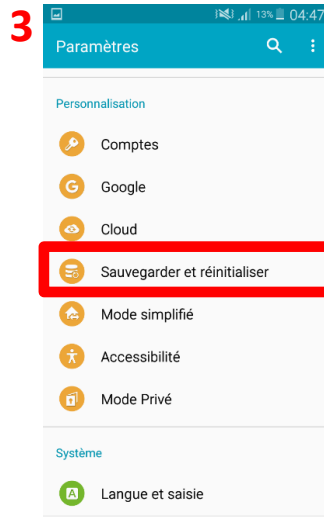 3
13% 04:47
Paramètres
Personnalisation
Comptes
G Google
Cloud
Sauvegarder et réinitialiser
Mode simplifié
Accessibilité
Mode Privé
Système
A Langue et saisie